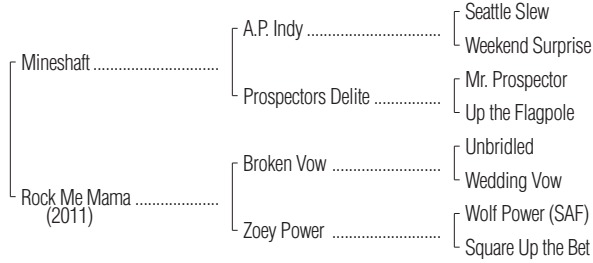 Seattle Slew
A.P. Indy ........................
Weekend Surprise
Mineshaft ......................
Mr. Prospector
Prospectors Delite ............
Up the Flagpole
Unbridled
Broken Vow ...................
Wedding Vow
Rock Me Mama ...............
(2011)
Wolf Power (SAF)
Zoey Power ...................
Square Up the Bet